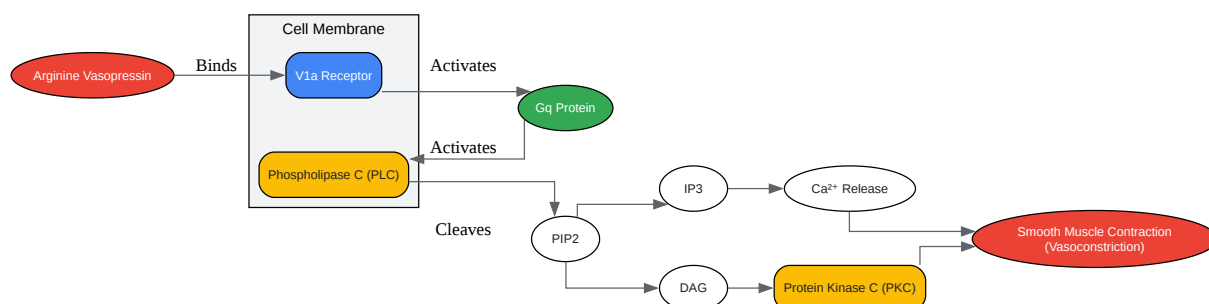 Cell Membrane
Arginine Vasopressin
Binds
V1a Receptor
Activates
Gq Protein
Activates
Phospholipase C (PLC)
Cleaves
PIP2
IP3
Ca²⁺ Release
DAG
Protein Kinase C (PKC)
Smooth Muscle Contraction
(Vasoconstriction)